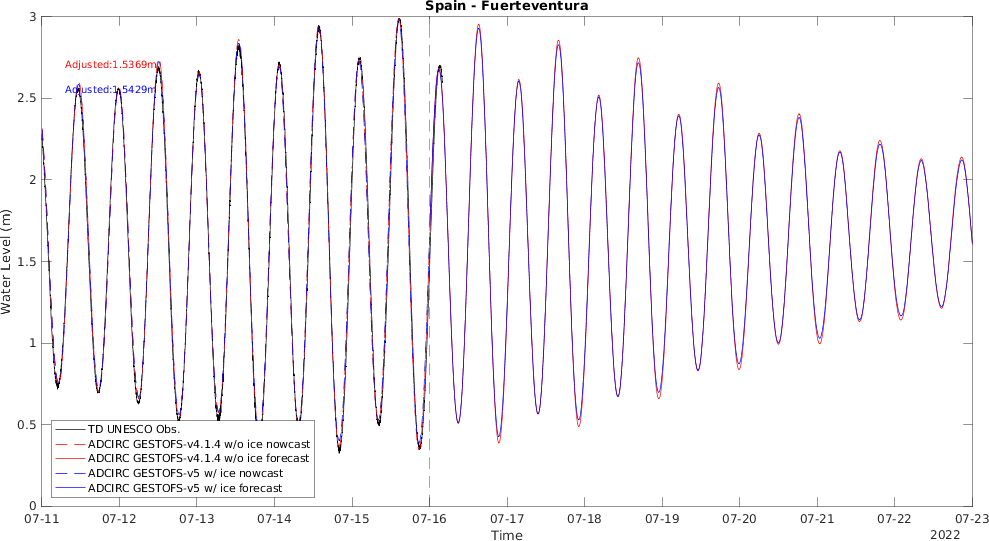 Spain - Fuerteventura
Adjusted:1.5369m
Adjusted:1.5429m
Water Level (m)
3
2.5
2
1.5
1
0.5
0
TD UNESCO Obs.
ADCIRC GESTOFS-v4.1.4 w/o ice nowcast
ADCIRC GESTOFS-v4.1.4 w/o ice forecast
ADCIRC GESTOFS-v5 w/ ice nowcast
ADCIRC GESTOFS-v5 w/ ice forecast
07-11 07-12 07-13 07-14 07-15 07-16 07-17 07-18 07-19 07-20 07-21 07-22 07-23
Time
2022